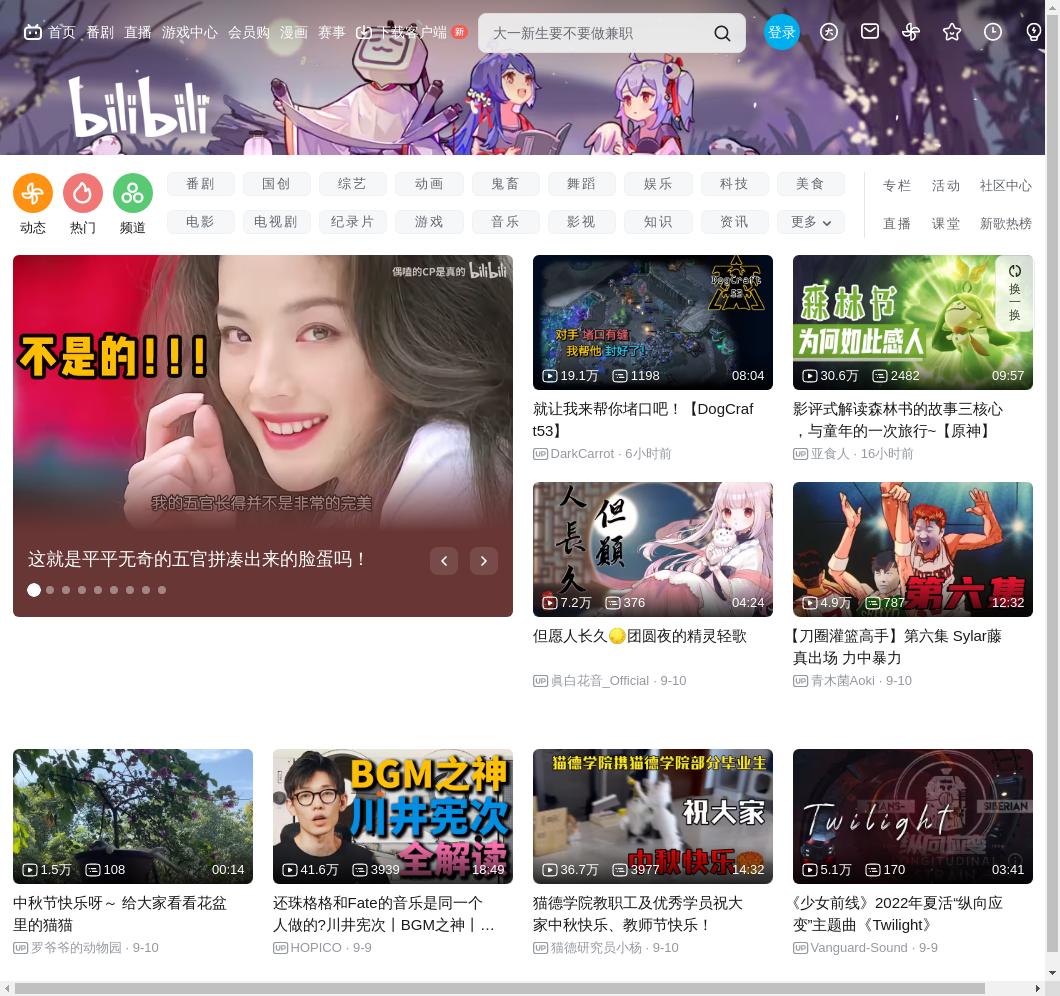 首页 番剧 直播 游戏中心 会员购 漫画 赛事 下载客户端 新 大一新生要不要做兼职 登录
bilibili
番剧 国创 综艺 动画 鬼畜 舞蹈 娱乐 科技 美食 专栏 活动 社区中心
动态 热门 频道
电影 电视剧 纪录片 游戏 音乐 影视 知识 资讯 更多 直播 课堂 新歌热榜
偶嗑的CP是真的 bilibili
不是的!!!
我的五官长得并不是非常的完美
这就是平平无奇的五官拼凑出来的脸蛋吗！
DogCraft
53
对手 堵口有缝
我帮他 封好了!
19.1万 1198 08:04
就让我来帮你堵口吧！【DogCraf
t53】
UP DarkCarrot · 6小时前
森林书
为何如此感人
30.6万 2482 09:57
换
一
换
影评式解读森林书的故事三核心
，与童年的一次旅行~【原神】
UP 亚食人 · 16小时前
但願
人長久
7.2万 376 04:24
但愿人长久🌕团圆夜的精灵轻歌
UP 眞白花音_Official · 9-10
第六集
4.9万 787 12:32
【刀圈灌篮高手】第六集 Sylar藤
真出场 力中暴力
UP 青木菌Aoki · 9-10
1.5万 108 00:14
中秋节快乐呀～ 给大家看看花盆
里的猫猫
UP 罗爷爷的动物园 · 9-10
BGM之神
川井宪次
全解读
41.6万 3939 18:49
还珠格格和Fate的音乐是同一个
人做的?川井宪次丨BGM之神丨…
UP HOPICO · 9-9
猫德学院携猫德学院部分毕业生
祝大家
中秋快乐
36.7万 3977 14:32
猫德学院教职工及优秀学员祝大
家中秋快乐、教师节快乐！
UP 猫德研究员小杨 · 9-10
TRANS-
SIBERIAN
Twilight
纵向应变
LONGITUDINAL
STRAIN
5.1万 170 03:41
《少女前线》2022年夏活“纵向应
变”主题曲《Twilight》
UP Vanguard-Sound · 9-9